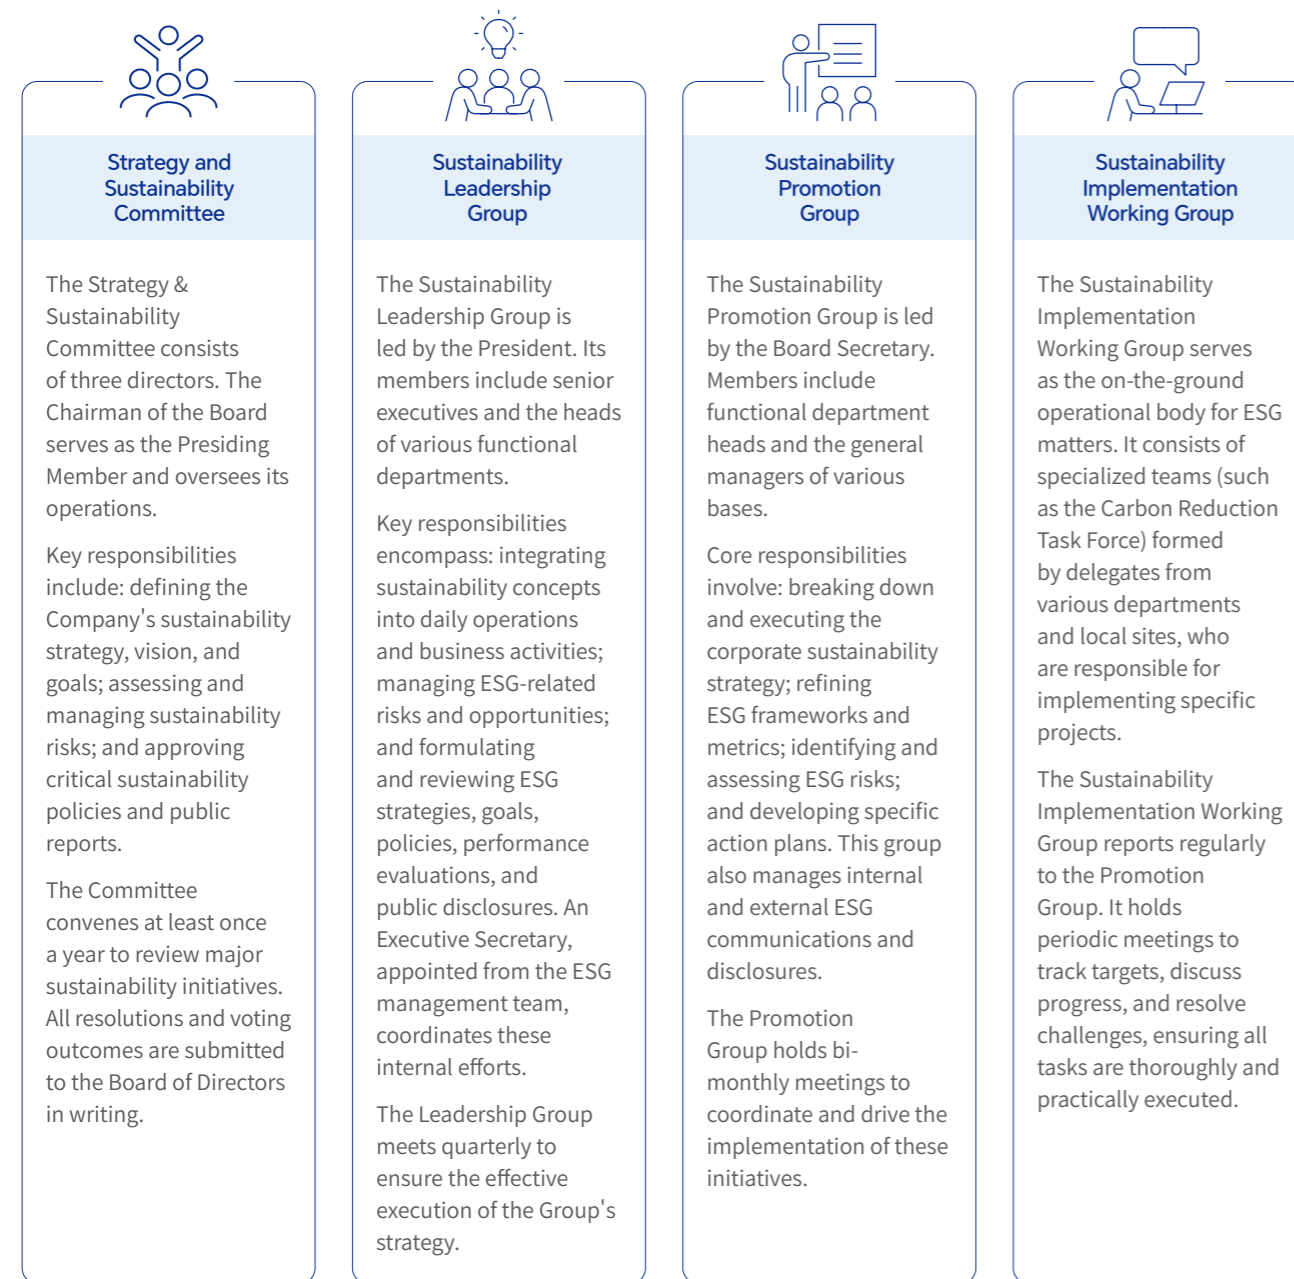 Strategy and
Sustainability
Committee
The Strategy &
Sustainability
Committee consists
of three directors. The
Chairman of the Board
serves as the Presiding
Member and oversees its
operations.
Key responsibilities
include: defining the
Company's sustainability
strategy, vision, and
goals; assessing and
managing sustainability
risks; and approving
critical sustainability
policies and public
reports.
The Committee
convenes at least once
a year to review major
sustainability initiatives.
All resolutions and voting
outcomes are submitted
to the Board of Directors
in writing.
Sustainability
Leadership
Group
The Sustainability
Leadership Group is
led by the President. Its
members include senior
executives and the heads
of various functional
departments.
Key responsibilities
encompass: integrating
sustainability concepts
into daily operations
and business activities;
managing ESG-related
risks and opportunities;
and formulating
and reviewing ESG
strategies, goals,
policies, performance
evaluations, and
public disclosures. An
Executive Secretary,
appointed from the ESG
management team,
coordinates these
internal efforts.
The Leadership Group
meets quarterly to
ensure the effective
execution of the Group's
strategy.
Sustainability
Promotion
Group
The Sustainability
Promotion Group is led
by the Board Secretary.
Members include
functional department
heads and the general
managers of various
bases.
Core responsibilities
involve: breaking down
and executing the
corporate sustainability
strategy; refining
ESG frameworks and
metrics; identifying and
assessing ESG risks;
and developing specific
action plans. This group
also manages internal
and external ESG
communications and
disclosures.
The Promotion
Group holds bi-
monthly meetings to
coordinate and drive the
implementation of these
initiatives.
Sustainability
Implementation
Working Group
The Sustainability
Implementation
Working Group serves
as the on-the-ground
operational body for ESG
matters. It consists of
specialized teams (such
as the Carbon Reduction
Task Force) formed
by delegates from
various departments
and local sites, who
are responsible for
implementing specific
projects.
The Sustainability
Implementation Working
Group reports regularly
to the Promotion
Group. It holds
periodic meetings to
track targets, discuss
progress, and resolve
challenges, ensuring all
tasks are thoroughly and
practically executed.